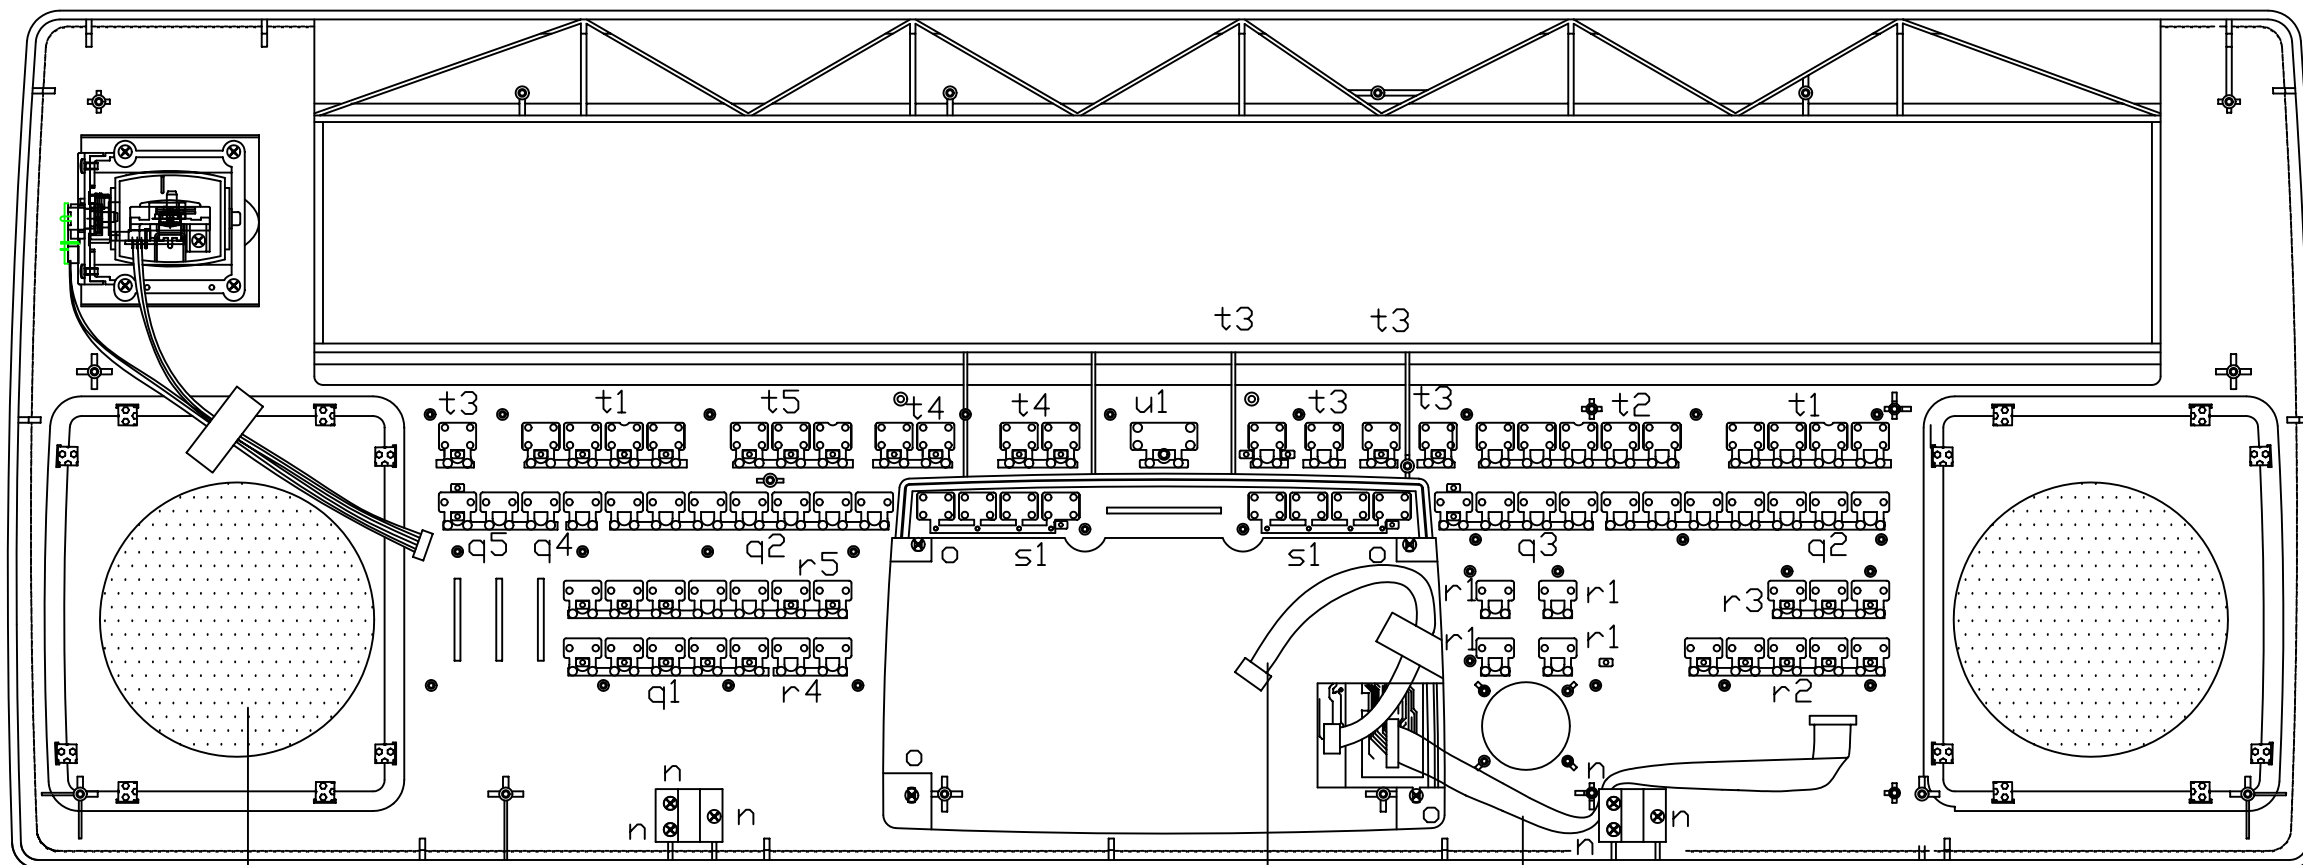 t3 t3
t3 t1 t5 t4 t4 u1 t3 t3 t2 t1
q5 q4 q2 o s1 s1 o q3 q2
r5
r1 r1 r3
r1 r1
q1 r4 r2
o
n n
o
n n n
n